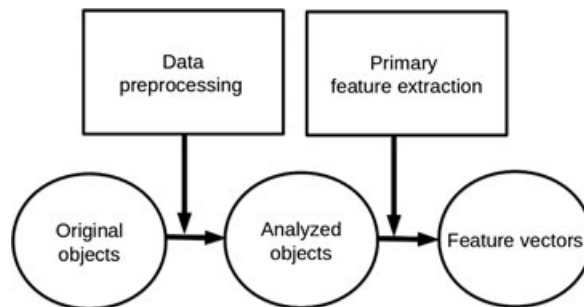 Data
preprocessing
Primary
feature extraction
Original
objects
Analyzed
objects
Feature vectors